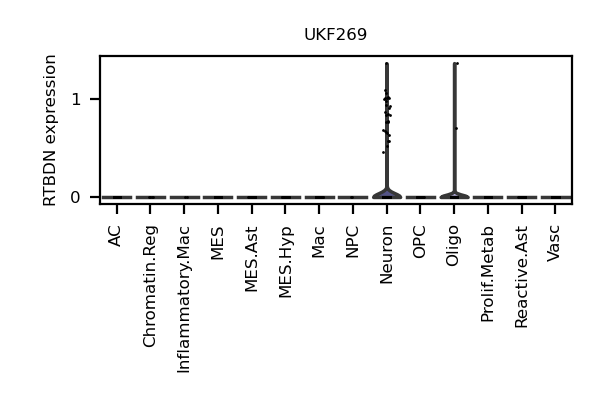 UKF269
RTBDN expression
1
0
AC
Chromatin.Reg
Inflammatory.Mac
MES
MES.Ast
MES.Hyp
Mac
NPC
Neuron
OPC
Oligo
Prolif.Metab
Reactive.Ast
Vasc